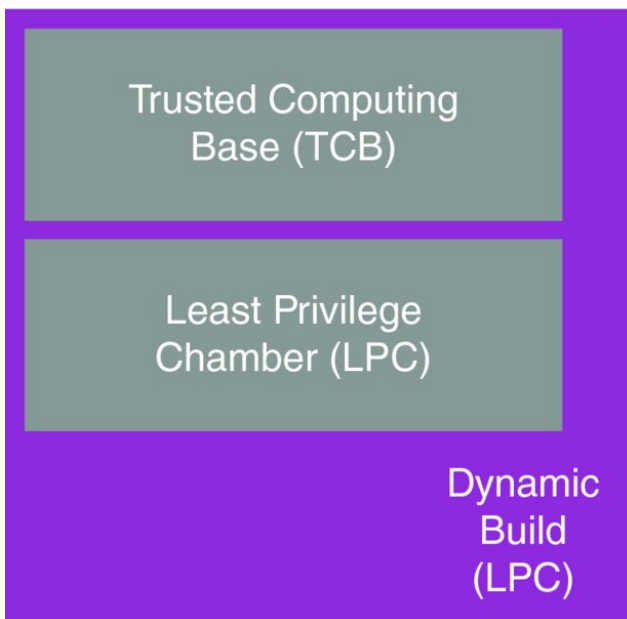 Trusted Computing
Base (TCB)
Least Privilege
Chamber (LPC)
Dynamic
Build
(LPC)